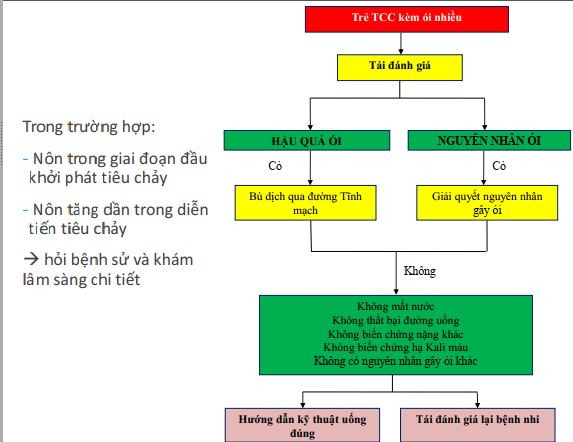 Trong trường hợp:
- Nôn trong giai đoạn đầu
khởi phát tiêu chảy
- Nôn tăng dần trong diễn
tiến tiêu chảy
→ hỏi bệnh sử và khám
lâm sàng chi tiết
Trẻ TCC kèm ói nhiều
Tái đánh giá
HẬU QUẢ ÓI
NGUYÊN NHÂN ÓI
Có
Có
Bù dịch qua đường Tĩnh
mạch
Giải quyết nguyên nhân
gây ói
Không
Không mất nước
Không thất bại đường uống
Không biến chứng nặng khác
Không biến chứng hạ Kali máu
Không có nguyên nhân gây ói khác
Hướng dẫn kỹ thuật uống
đúng
Tái đánh giá lại bệnh nhi